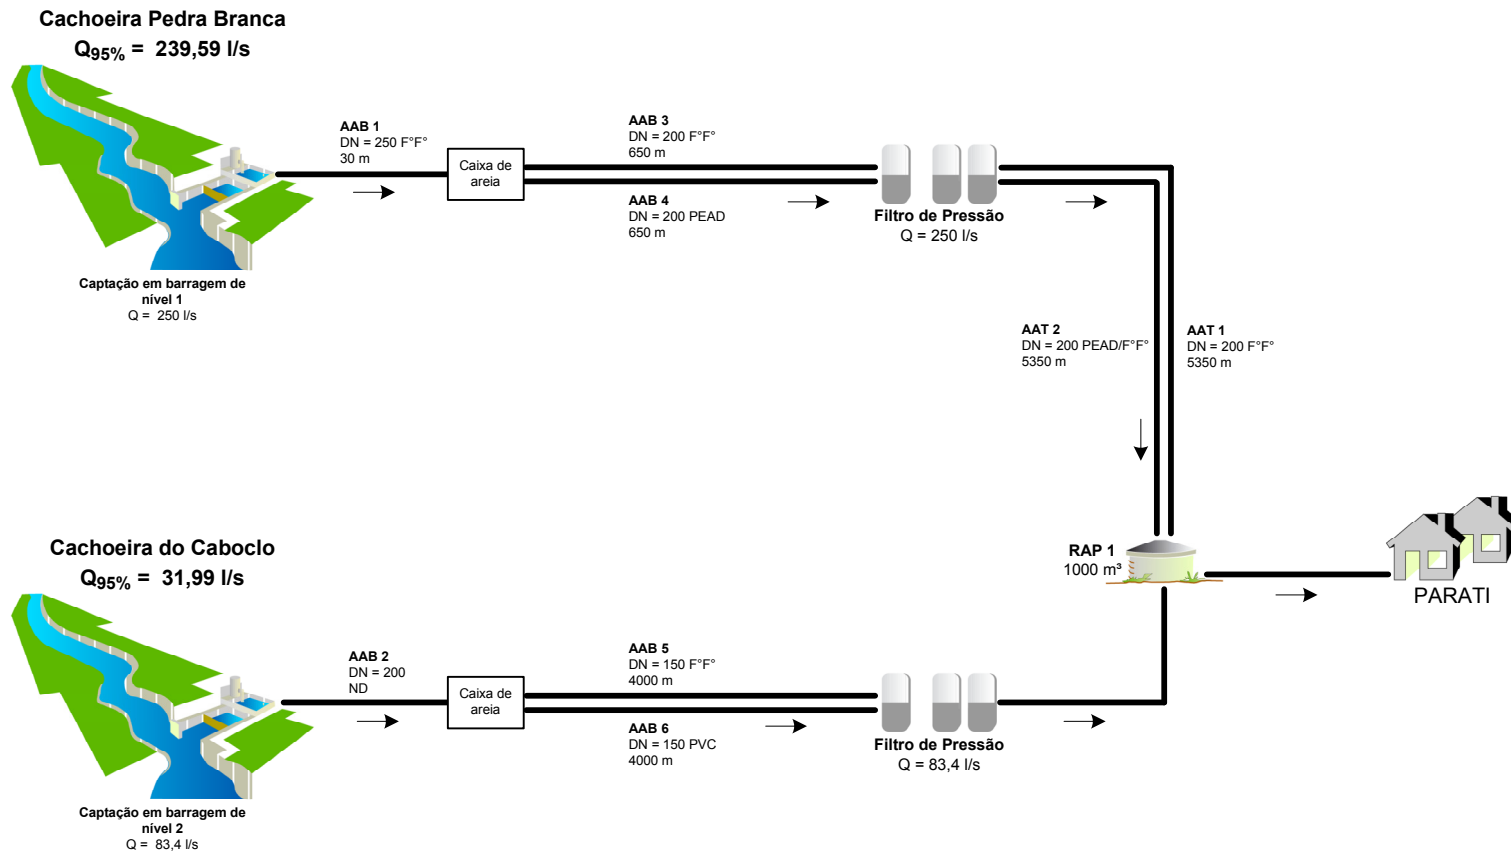 Cachoeira Pedra Branca
Q95% = 239,59 l/s
AAB 1
DN = 250 F°F°
30 m
Caixa de
areia
AAB 3
DN = 200 F°F°
650 m
AAB 4
DN = 200 PEAD
650 m
Filtro de Pressão
Q = 250 l/s
Captação em barragem de
nível 1
Q = 250 l/s
AAT 2
DN = 200 PEAD/F°F°
5350 m
AAT 1
DN = 200 F°F°
5350 m
RAP 1
1000 m³
PARATI
Cachoeira do Caboclo
Q95% = 31,99 l/s
AAB 2
DN = 200
ND
Caixa de
areia
AAB 5
DN = 150 F°F°
4000 m
AAB 6
DN = 150 PVC
4000 m
Filtro de Pressão
Q = 83,4 l/s
Captação em barragem de
nível 2
Q = 83,4 l/s